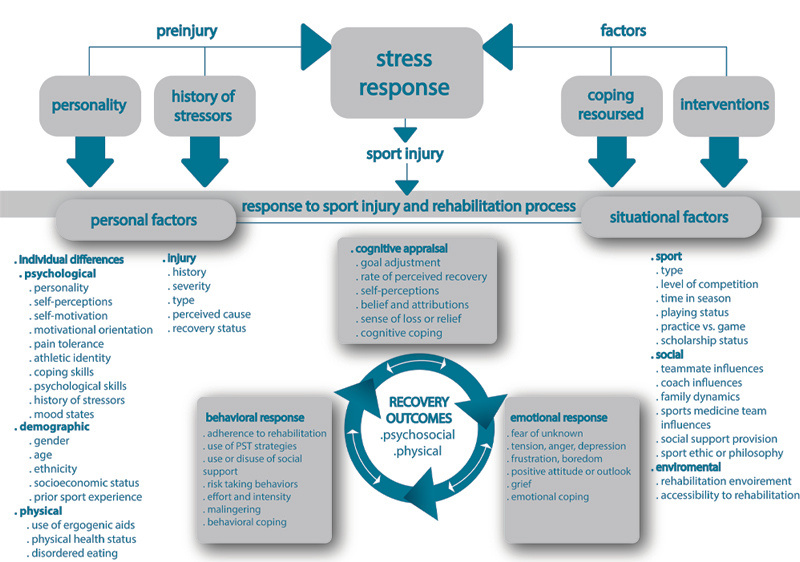 preinjury
factors
stress
response
personality
history of
stressors
coping
resoursed
interventions
sport injury
response to sport injury and rehabilitation process
personal factors
situational factors
. Individual differences
. psychological
. personality
. self-perceptions
. self-motivation
. motivational orientation
. pain tolerance
. athletic identity
. coping skills
. psychological skills
. history of stressors
. mood states
. demographic
. gender
. age
. ethnicity
. socioeconomic status
. prior sport experience
. physical
. use of ergogenic aids
. physical health status
. disordered eating
. injury
. history
. severity
. type
. perceived cause
. recovery status
. cognitive appraisal
. goal adjustment
. rate of perceived recovery
. self-perceptions
. belief and attributions
. sense of loss or relief
. cognitive coping
RECOVERY
OUTCOMES
.psychosocial
.physical
behavioral response
. adherence to rehabilitation
. use of PST strategies
. use or disuse of social
support
. risk taking behaviors
. effort and intensity
. malingering
. behavioral coping
emotional response
. fear of unknown
. tension, anger, depression
. frustration, boredom
. positive attitude or outlook
. grief
. emotional coping
. sport
. type
. level of competition
. time in season
. playing status
. practice vs. game
. scholarship status
. social
. teammate influences
. coach influences
. family dynamics
. sports medicine team
influences
. social support provision
. sport ethic or philosophy
. enviromental
. rehabilitation envoirement
. accessibility to rehabilitation